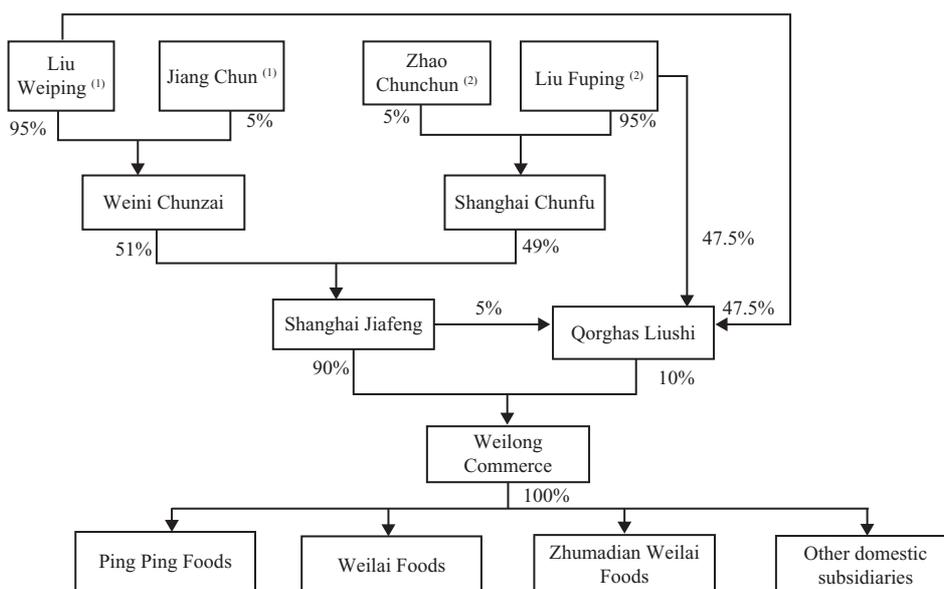 Liu
Weiping (1)
Jiang Chun (1)
Zhao
Chunchun (2)
Liu Fuping (2)
95%
5%
5%
95%
Weini Chunzai
Shanghai Chunfu
51%
49%
47.5%
Shanghai Jiafeng
5%
Qorghas Liushi
47.5%
90%
10%
Weilong
Commerce
100%
Ping Ping Foods
Weilai Foods
Zhumadian Weilai
Foods
Other domestic
subsidiaries